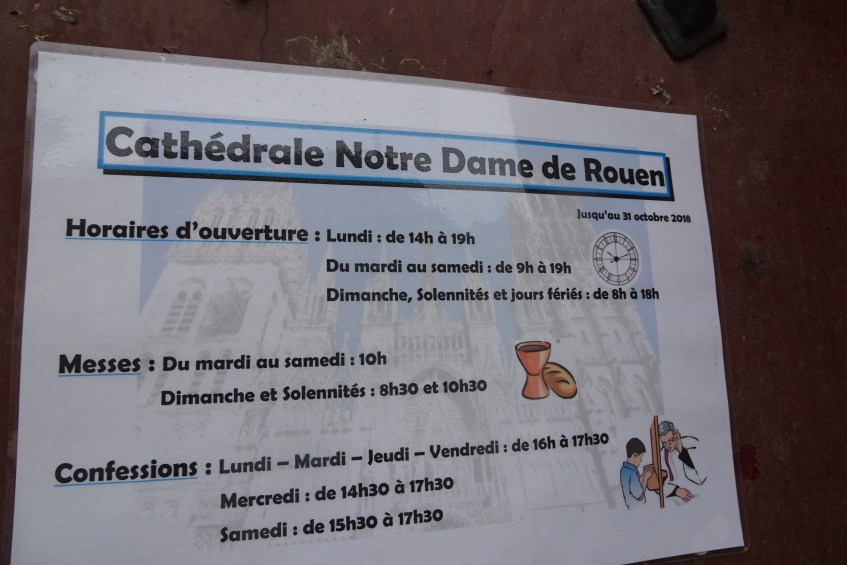 Cathédrale Notre Dame de Rouen
Jusqu'au 31 octobre 2018
Horaires d'ouverture : Lundi : de 14h à 19h
Du mardi au samedi : de 9h à 19h
Dimanche, Solennités et jours fériés : de 8h à 18h
Messes : Du mardi au samedi : 10h
Dimanche et Solennités : 8h30 et 10h30
Confessions : Lundi – Mardi – Jeudi – Vendredi : de 16h à 17h30
Mercredi : de 14h30 à 17h30
Samedi : de 15h30 à 17h30